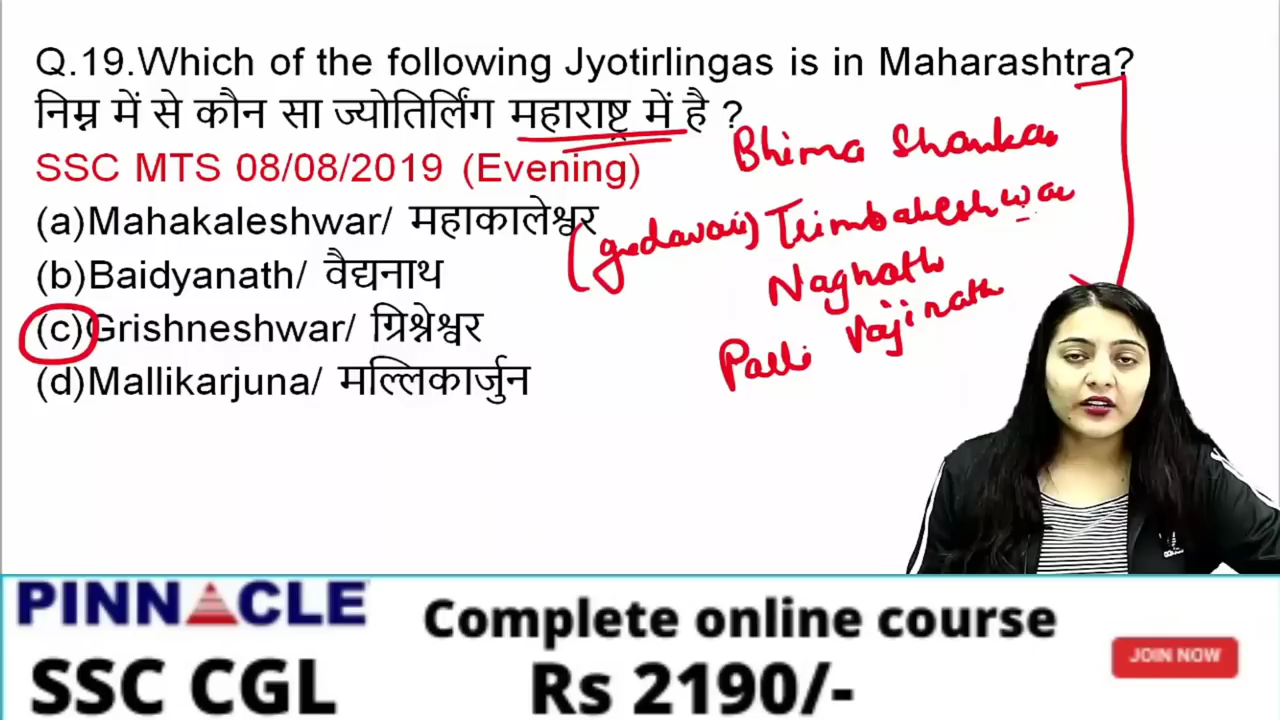 Q.19.Which of the following Jyotirlingas is in Maharashtra?
निम्न में से कौन सा ज्योतिर्लिंग महाराष्ट्र में है ?
SSC MTS 08/08/2019 (Evening)
(a)Mahakaleshwar/ महाकालेश्वर
(b)Baidyanath/ वैद्यनाथ
(c)Grishneshwar/ ग्रिश्नेश्वर
(d)Mallikarjuna/ मल्लिकार्जुन
Bhima Shankar
(godavari) Trimbakeshwar
Nagnath
Palli Vaijinath
PINNACLE
SSC CGL
Complete online course
Rs 2190/-
JOIN NOW